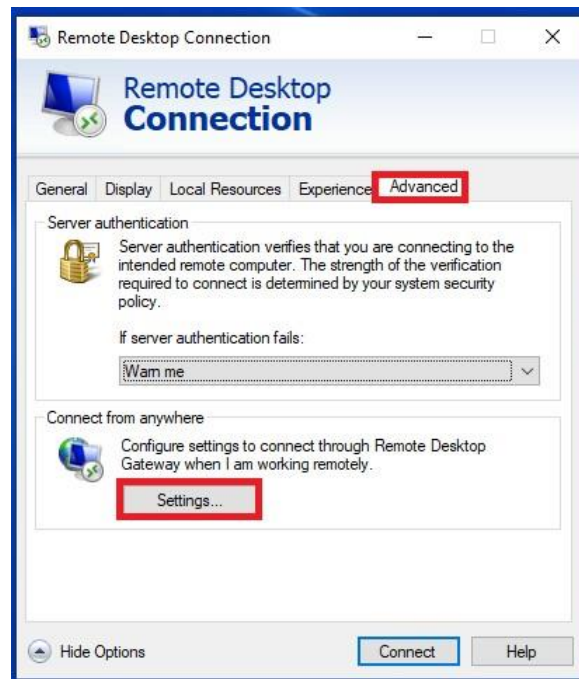 Remote Desktop Connection
Remote Desktop
Connection
General Display Local Resources Experience Advanced
Server authentication
Server authentication verifies that you are connecting to the
intended remote computer. The strength of the verification
required to connect is determined by your system security
policy.
If server authentication fails:
Warn me
Connect from anywhere
Configure settings to connect through Remote Desktop
Gateway when I am working remotely.
Settings...
Hide Options Connect Help